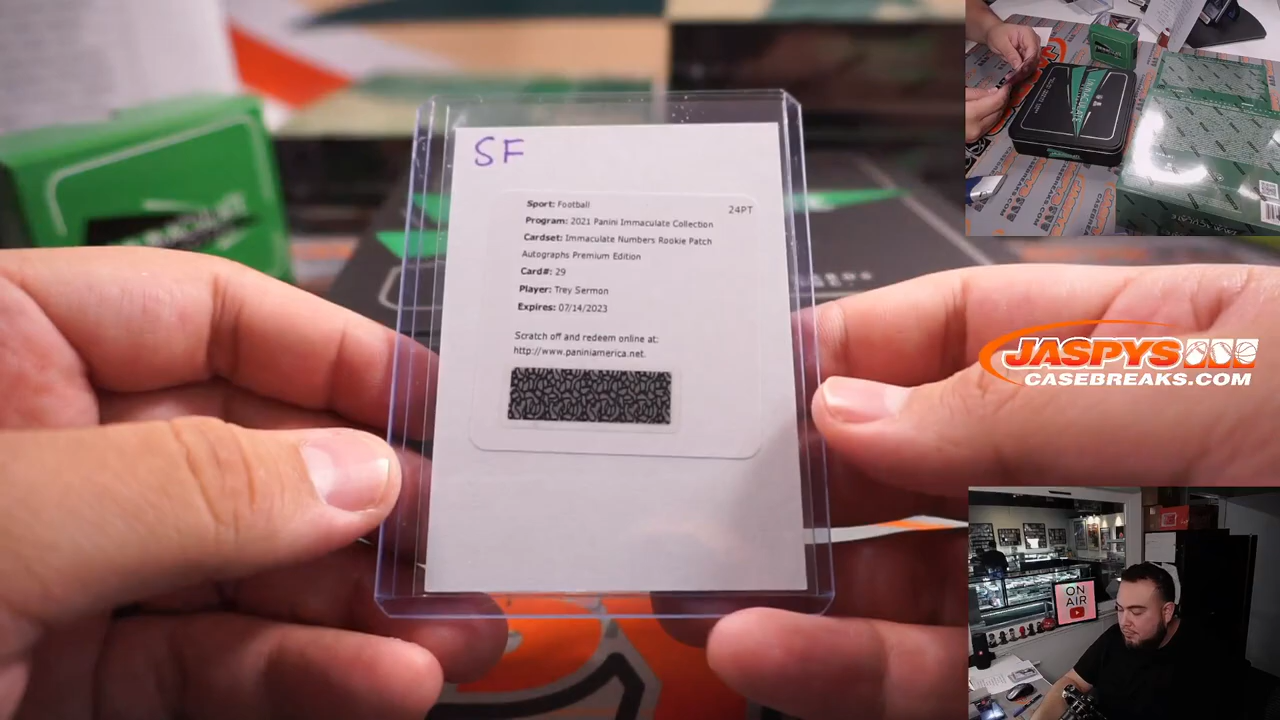 SF
Sport: Football
24PT
Program: 2021 Panini Immaculate Collection
Cardset: Immaculate Numbers Rookie Patch
Autographs Premium Edition
Card#: 29
Player: Trey Sermon
Expires: 07/14/2023
Scratch off and redeem online at:
http://www.paniniamerica.net.
JASPYS
CASEBREAKS.COM
ON
AIR